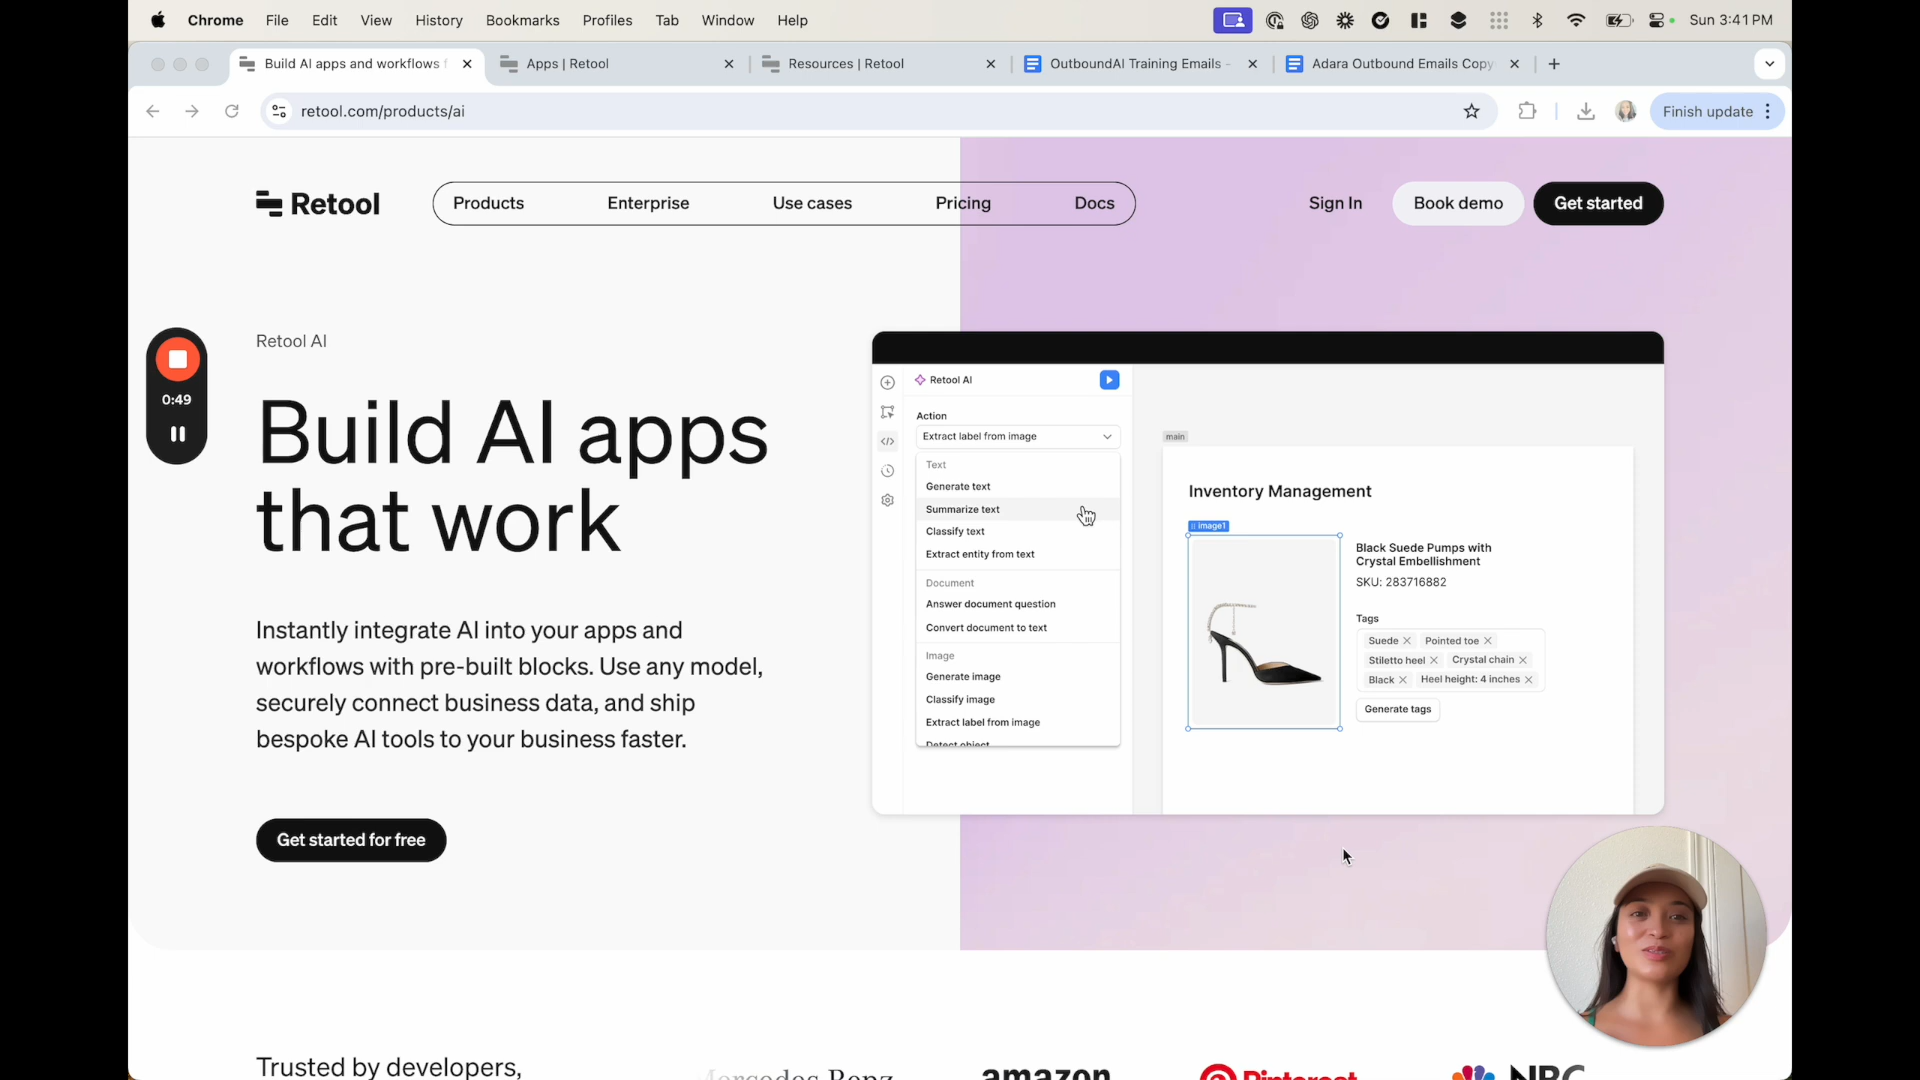 Chrome File Edit View History Bookmarks Profiles Tab Window Help Sun 3:41 PM
Build AI apps and workflows
Apps | Retool
Resources | Retool
OutboundAI Training Emails -
Adara Outbound Emails Copy
retool.com/products/ai
Finish update
Retool
Products Enterprise Use cases Pricing Docs
Sign In Book demo Get started
0:49
Retool AI
Build AI apps
that work
Instantly integrate AI into your apps and
workflows with pre-built blocks. Use any model,
securely connect business data, and ship
bespoke AI tools to your business faster.
Get started for free
Retool AI
Action
Extract label from image
Text
Generate text
Summarize text
Classify text
Extract entity from text
Document
Answer document question
Convert document to text
Image
Generate image
Classify image
Extract label from image
Detect object
main
Inventory Management
image1
Black Suede Pumps with
Crystal Embellishment
SKU: 283716882
Tags
Suede Pointed toe
Stiletto heel Crystal chain
Black Heel height: 4 inches
Generate tags
Trusted by developers,
Mercedes-Benz
amazon
Pinterest
NBC